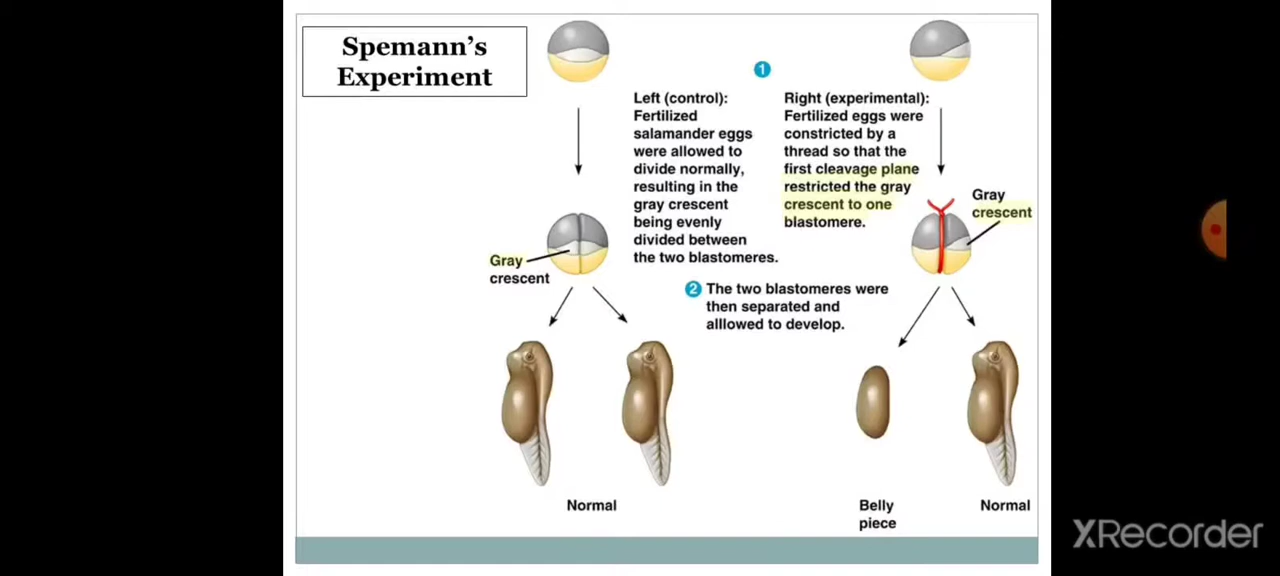 Spemann's
Experiment
1
Left (control):
Fertilized
salamander eggs
were allowed to
divide normally,
resulting in the
gray crescent
being evenly
divided between
the two blastomeres.
Right (experimental):
Fertilized eggs were
constricted by a
thread so that the
first cleavage plane
restricted the gray
crescent to one
blastomere.
Gray
crescent
Gray
crescent
2 The two blastomeres were
then separated and
alllowed to develop.
Normal
Belly
piece
Normal
XRecorder